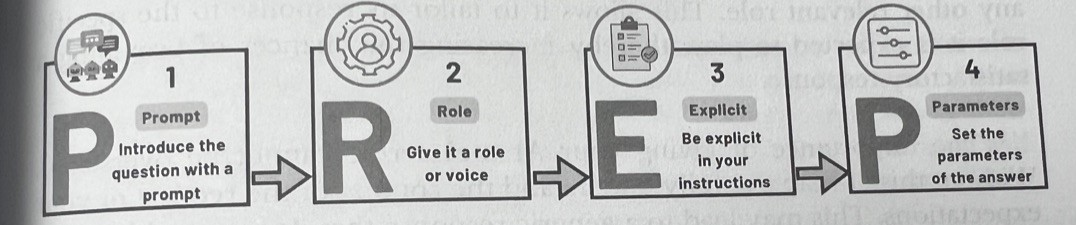 1
P
Prompt
Introduce the
question with a
prompt
2
R
Role
Give it a role
or voice
3
E
Explicit
Be explicit
in your
instructions
4
P
Parameters
Set the
parameters
of the answer